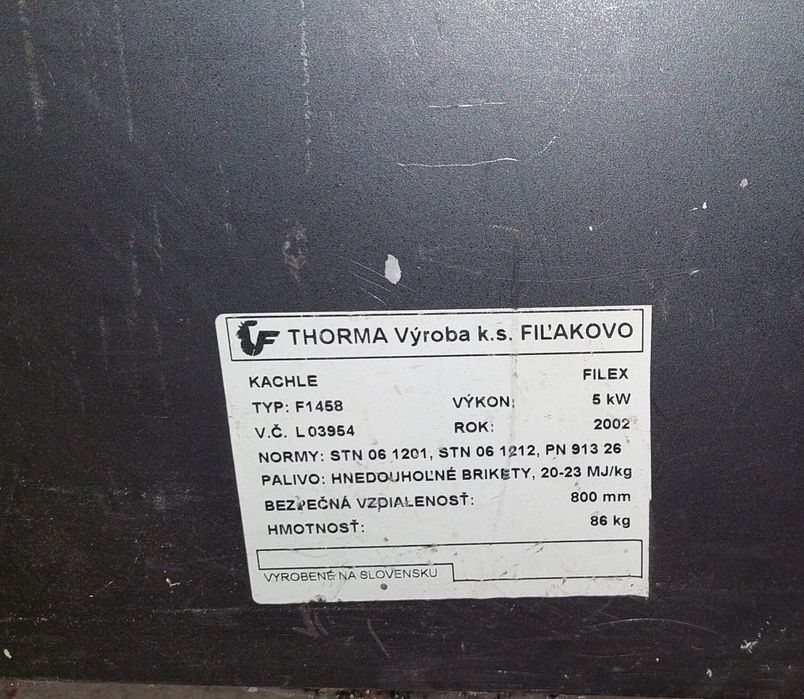 THORMA Výroba k.s. FIĽAKOVO
KACHLE FILEX
TYP: F1458 VÝKON: 5 kW
V.Č. L03954 ROK: 2002
NORMY: STN 06 1201, STN 06 1212, PN 913 26
PALIVO: HNEDOUHOĽNÉ BRIKETY, 20-23 MJ/kg
BEZPEČNÁ VZDIALENOSŤ: 800 mm
HMOTNOSŤ: 86 kg
VYROBENÉ NA SLOVENSKU